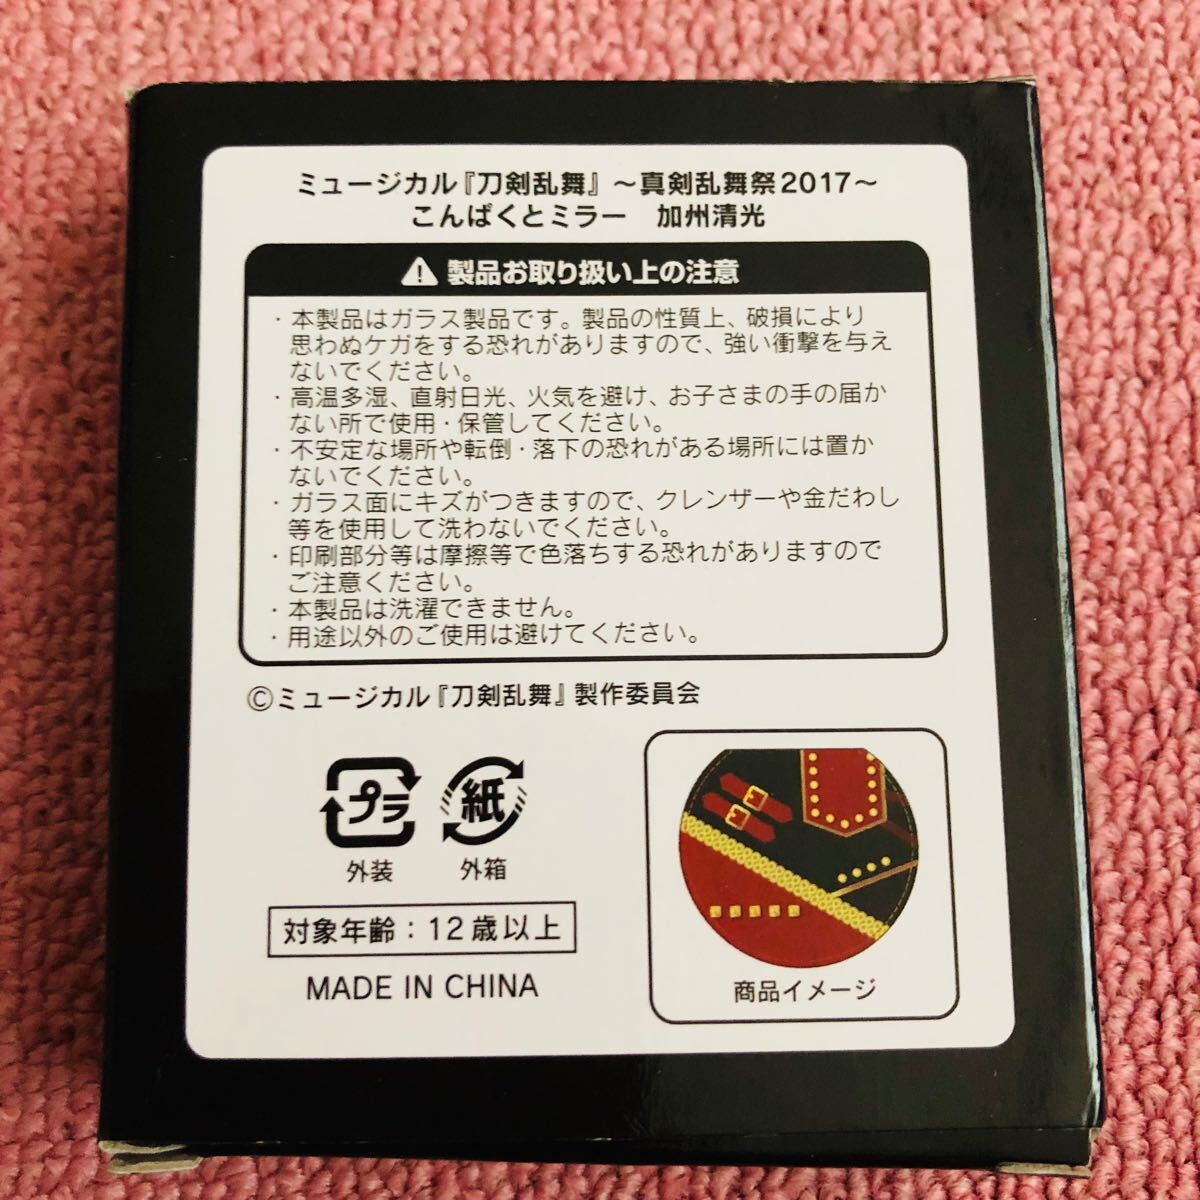 ミュージカル『刀剣乱舞』 ～真剣乱舞祭2017～
こんぱくとミラー　加州清光
製品お取り扱い上の注意
・本製品はガラス製品です。製品の性質上、破損により
思わぬケガをする恐れがありますので、強い衝撃を与え
ないでください。
・高温多湿、直射日光、火気を避け、お子さまの手の届か
ない所で使用・保管してください。
・不安定な場所や転倒・落下の恐れがある場所には置か
ないでください。
・ガラス面にキズがつきますので、クレンザーや金だわし
等を使用して洗わないでください。
・印刷部分等は摩擦等で色落ちする恐れがありますので
ご注意ください。
・本製品は洗濯できません。
・用途以外のご使用は避けてください。
©ミュージカル『刀剣乱舞』製作委員会
プラ 紙
外装 外箱
対象年齢：12歳以上
MADE IN CHINA
商品イメージ